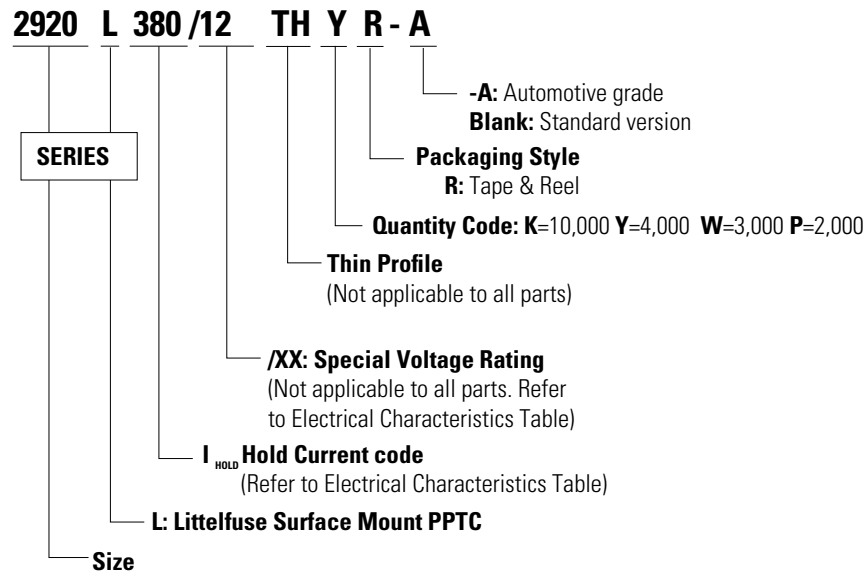 2920 L 380 /12 TH Y R - A
-A: Automotive grade
Blank: Standard version
SERIES
Packaging Style
R: Tape & Reel
Quantity Code: K=10,000 Y=4,000 W=3,000 P=2,000
Thin Profile
(Not applicable to all parts)
/XX: Special Voltage Rating
(Not applicable to all parts. Refer
to Electrical Characteristics Table)
I HOLD Hold Current code
(Refer to Electrical Characteristics Table)
L: Littelfuse Surface Mount PPTC
Size